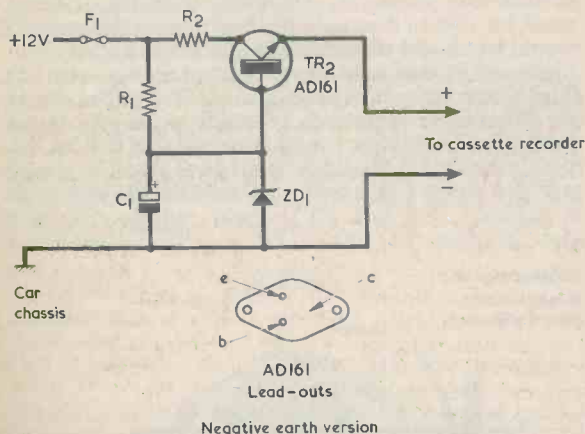 F1
R2
+12V
TR2
AD161
R1
+
To cassette recorder
C1
+
ZD1
−
Car
chassis
e
c
b
AD161
Lead-outs
Negative earth version